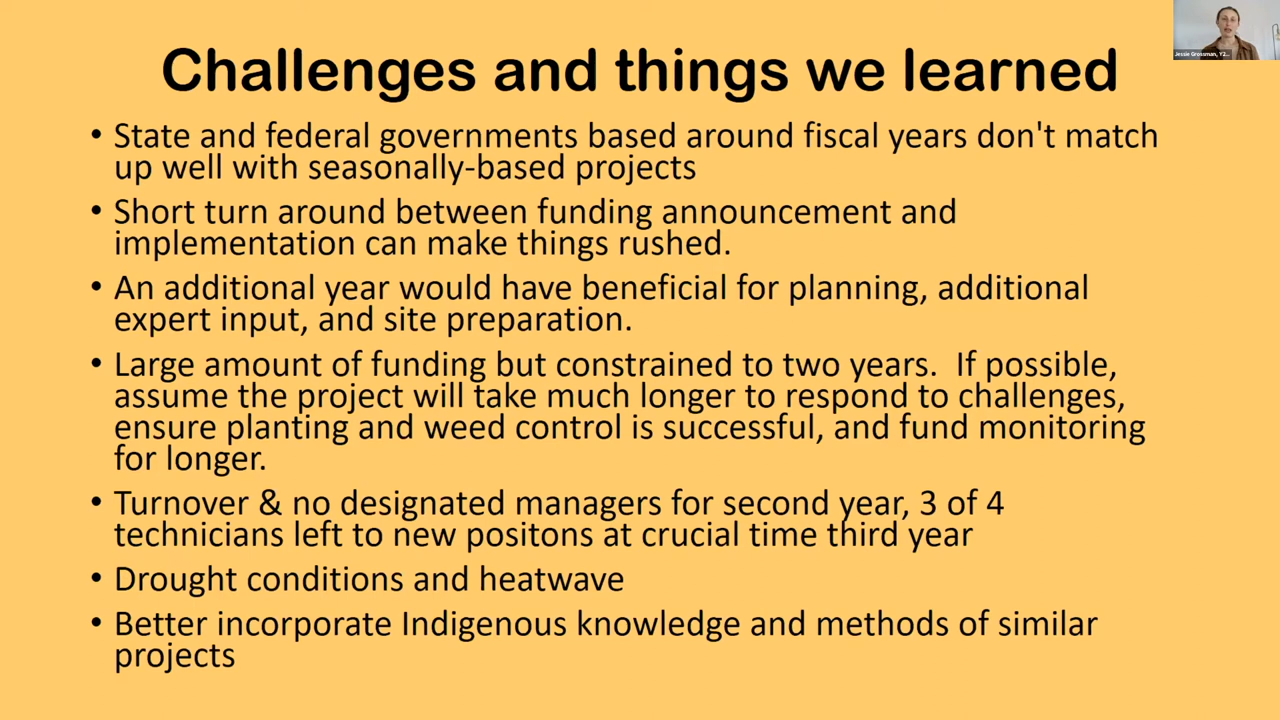 Jessie Grossman, Y2...
Challenges and things we learned
• State and federal governments based around fiscal years don't match
up well with seasonally-based projects
• Short turn around between funding announcement and
implementation can make things rushed.
• An additional year would have beneficial for planning, additional
expert input, and site preparation.
• Large amount of funding but constrained to two years.  If possible,
assume the project will take much longer to respond to challenges,
ensure planting and weed control is successful, and fund monitoring
for longer.
• Turnover & no designated managers for second year, 3 of 4
technicians left to new positons at crucial time third year
• Drought conditions and heatwave
• Better incorporate Indigenous knowledge and methods of similar
projects